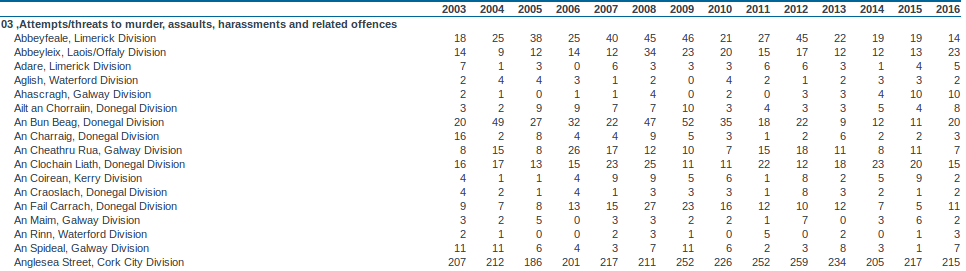 2003 2004 2005 2006 2007 2008 2009 2010 2011 2012 2013 2014 2015 2016
03 ,Attempts/threats to murder, assaults, harassments and related offences
Abbeyfeale, Limerick Division 18 25 38 25 40 45 46 21 27 45 22 19 19 14
Abbeyleix, Laois/Offaly Division 14 9 12 14 12 34 23 20 15 17 12 12 13 23
Adare, Limerick Division 7 1 3 0 6 3 3 3 6 6 3 1 4 5
Aglish, Waterford Division 2 4 4 3 1 2 0 4 2 1 2 3 3 2
Ahascragh, Galway Division 2 1 0 1 1 4 0 2 0 3 3 4 10 10
Ailt an Chorraiin, Donegal Division 3 2 9 9 7 7 10 3 4 3 3 5 4 8
An Bun Beag, Donegal Division 20 49 27 32 22 47 52 35 18 22 9 12 11 20
An Charraig, Donegal Division 16 2 8 4 4 9 5 3 1 2 6 2 2 3
An Cheathru Rua, Galway Division 8 15 8 26 17 12 10 7 15 18 11 8 11 7
An Clochain Liath, Donegal Division 16 17 13 15 23 25 11 11 22 12 18 23 20 15
An Coirean, Kerry Division 4 1 1 4 9 9 5 6 1 8 2 5 9 2
An Craoslach, Donegal Division 4 2 1 4 1 3 3 3 1 8 3 2 1 2
An Fail Carrach, Donegal Division 9 7 8 13 15 27 23 16 12 10 12 7 5 11
An Maim, Galway Division 3 2 5 0 3 3 2 2 1 7 0 3 6 2
An Rinn, Waterford Division 2 1 0 0 2 3 1 0 5 0 2 0 1 3
An Spideal, Galway Division 11 11 6 4 3 7 11 6 2 3 8 3 1 7
Anglesea Street, Cork City Division 207 212 186 201 217 211 252 226 252 259 234 205 217 215